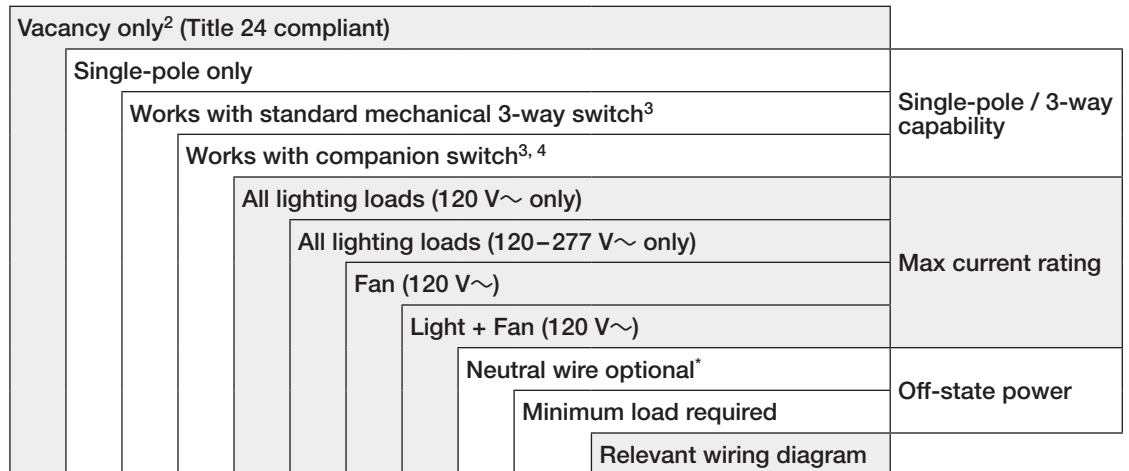 Vacancy only² (Title 24 compliant)
Single-pole only
Works with standard mechanical 3-way switch³
Works with companion switch³, ⁴
Single-pole / 3-way
capability
All lighting loads (120 V~ only)
All lighting loads (120–277 V~ only)
Fan (120 V~)
Light + Fan (120 V~)
Max current rating
Neutral wire optional*
Minimum load required
Off-state power
Relevant wiring diagram